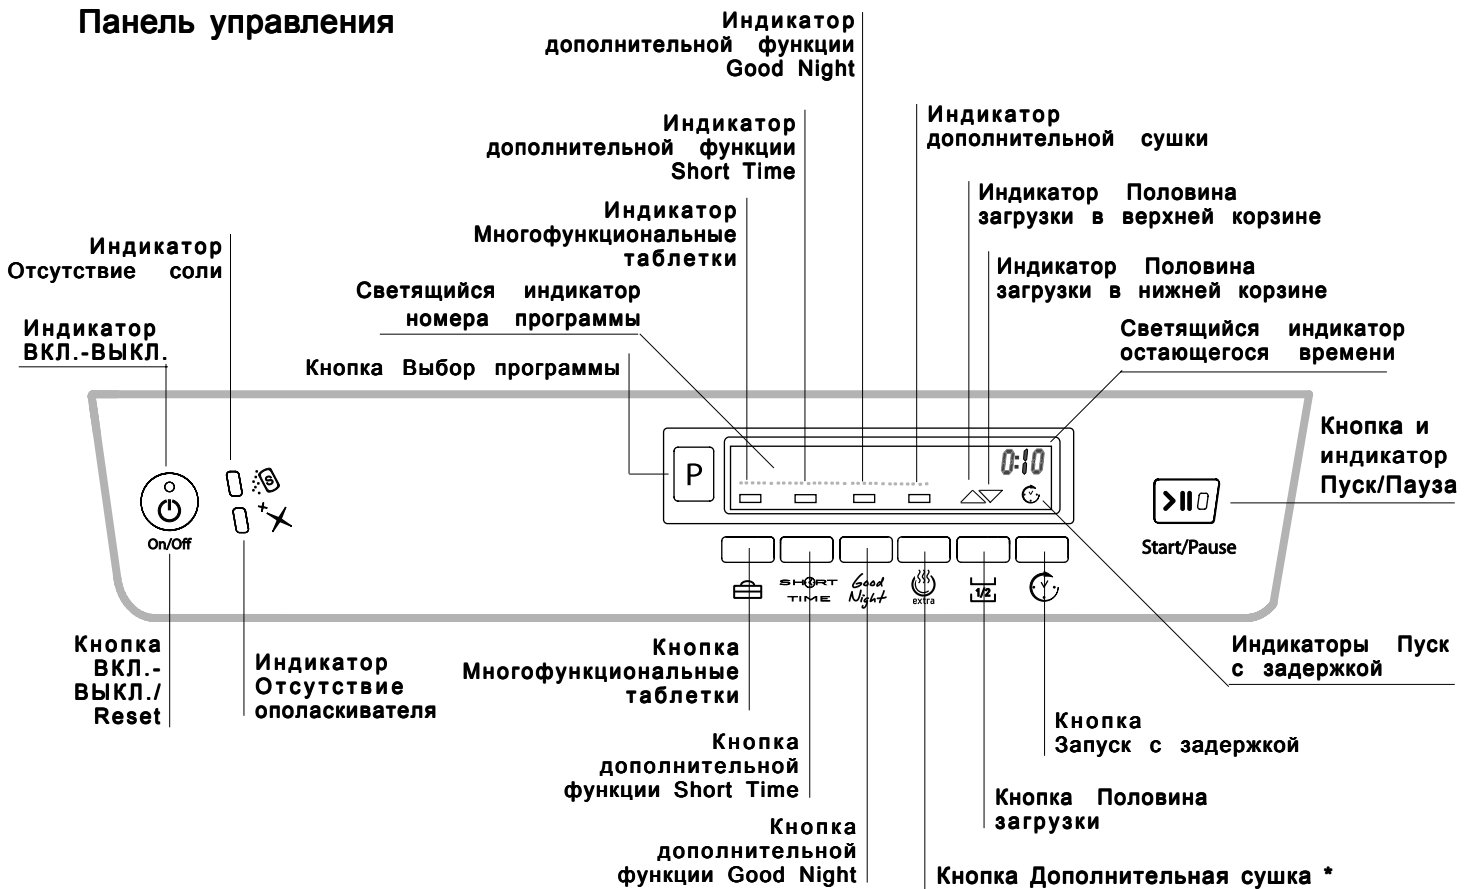 Панель управления
Индикатор
дополнительной функции
Good Night
Индикатор
дополнительной функции
Short Time
Индикатор
дополнительной сушки
Индикатор
Многофункциональные
таблетки
Индикатор Половина
загрузки в верхней корзине
Индикатор
Отсутствие соли
Индикатор Половина
загрузки в нижней корзине
Светящийся индикатор
номера программы
Индикатор
ВКЛ.-ВЫКЛ.
Светящийся индикатор
остающегося времени
Кнопка Выбор программы
Кнопка и
индикатор
Пуск/Пауза
P
0:10
S
On/Off
Start/Pause
SHORT
TIME
Good
Night
extra
1/2
Кнопка
ВКЛ.-
ВЫКЛ./
Reset
Индикатор
Отсутствие
ополаскивателя
Кнопка
Многофункциональные
таблетки
Индикаторы Пуск
с задержкой
Кнопка
дополнительной
функции Short Time
Кнопка
Запуск с задержкой
Кнопка Половина
загрузки
Кнопка
дополнительной
функции Good Night
Кнопка Дополнительная сушка *